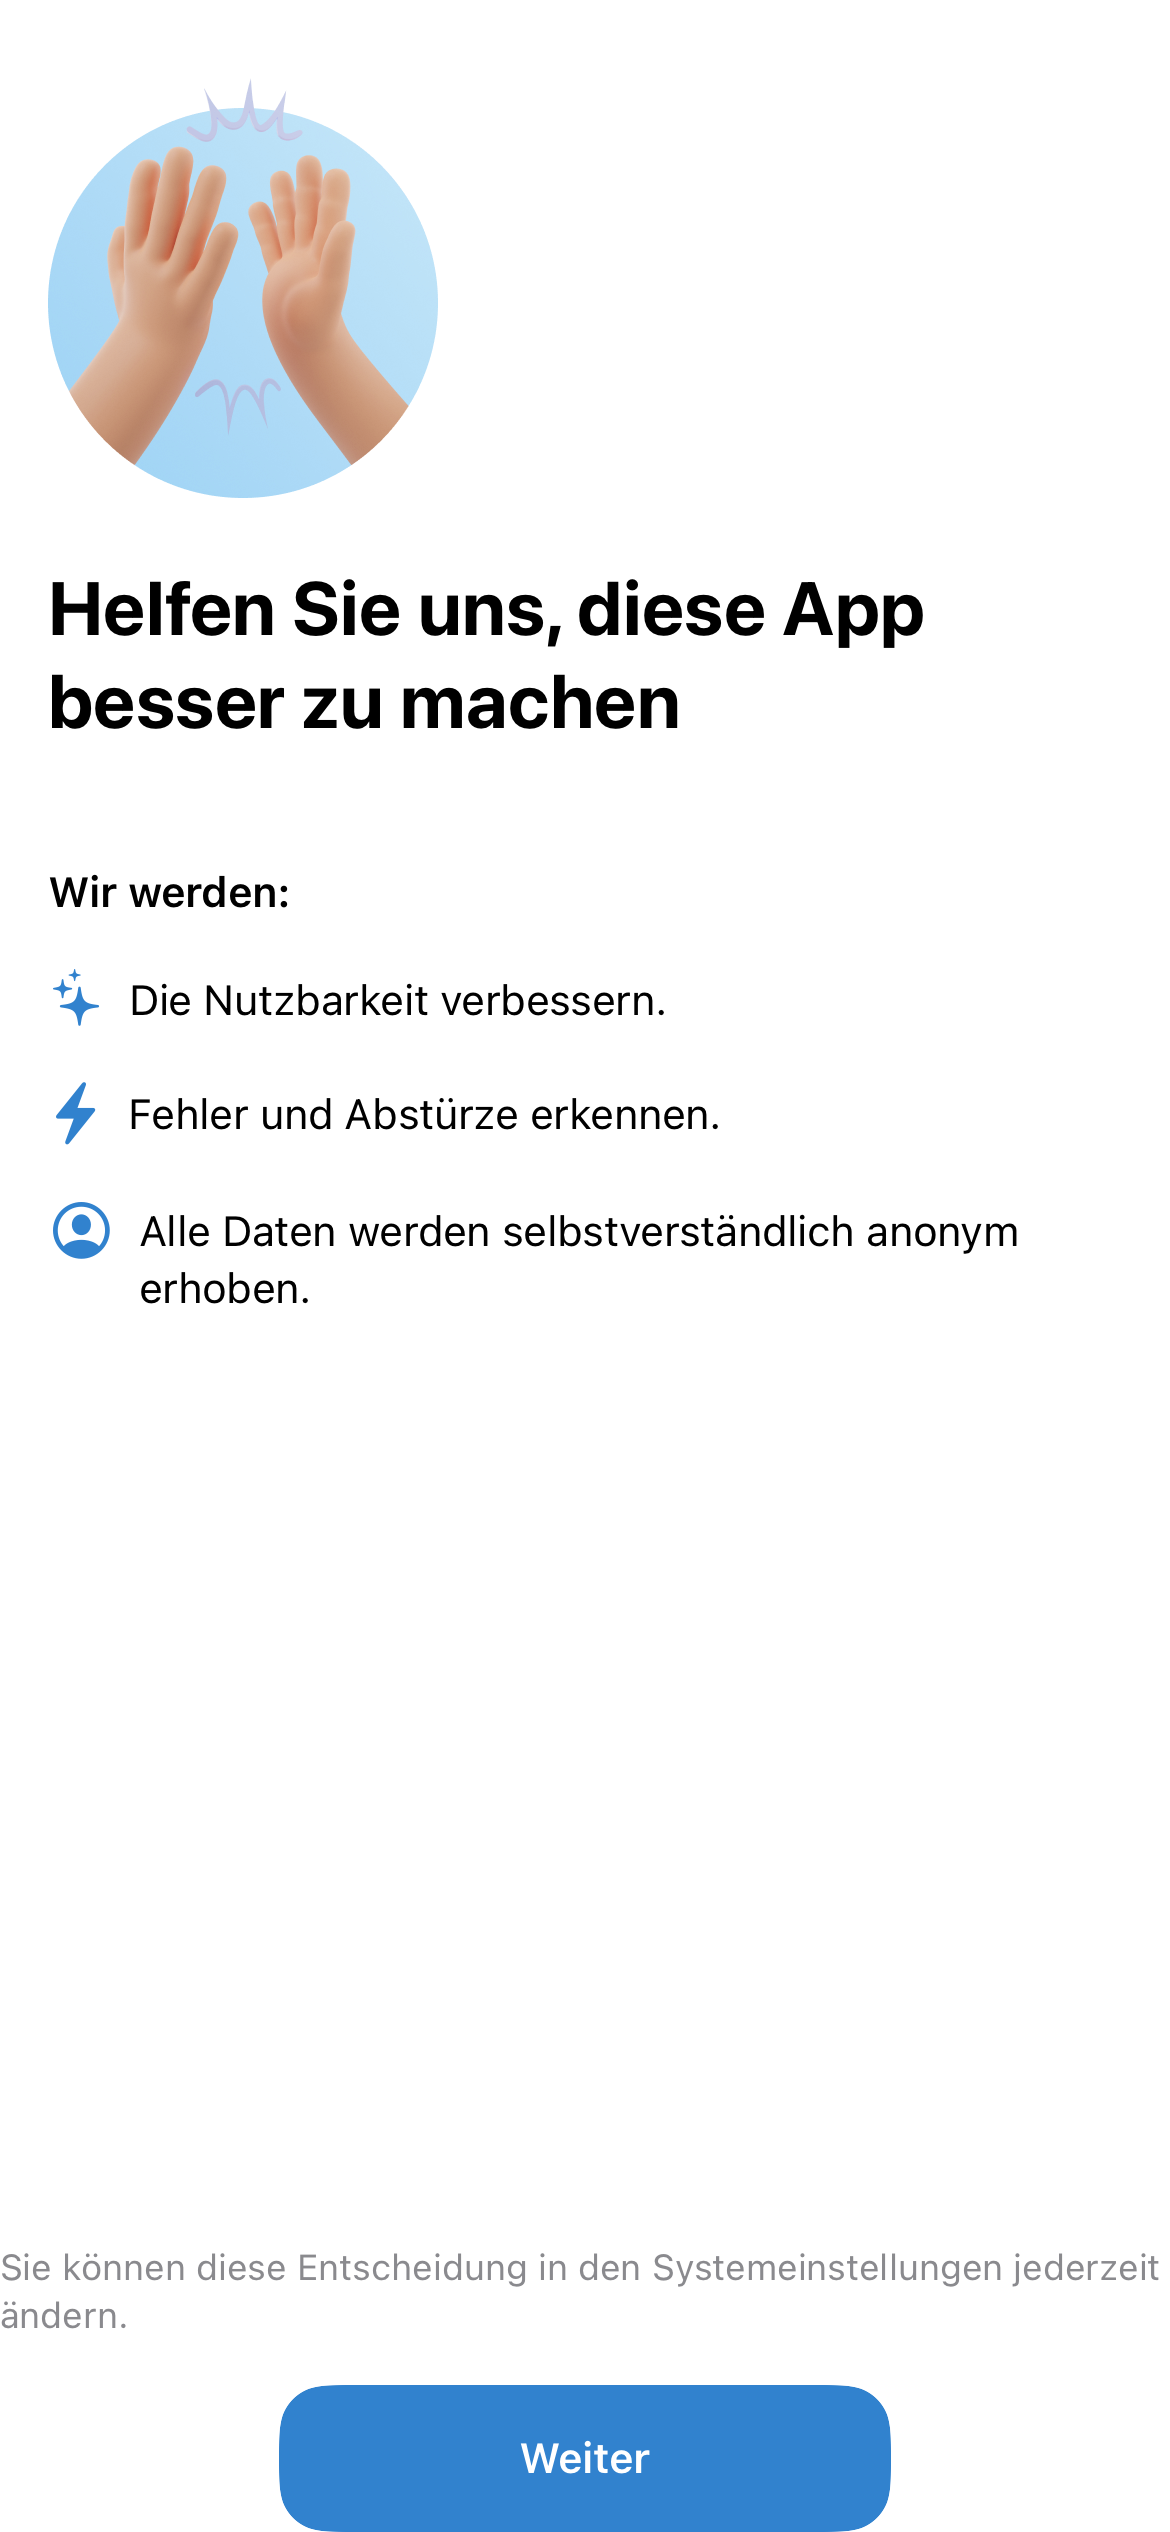 Helfen Sie uns, diese App
besser zu machen
Wir werden:
Die Nutzbarkeit verbessern.
Fehler und Abstürze erkennen.
Alle Daten werden selbstverständlich anonym
erhoben.
Sie können diese Entscheidung in den Systemeinstellungen jederzeit
ändern.
Weiter